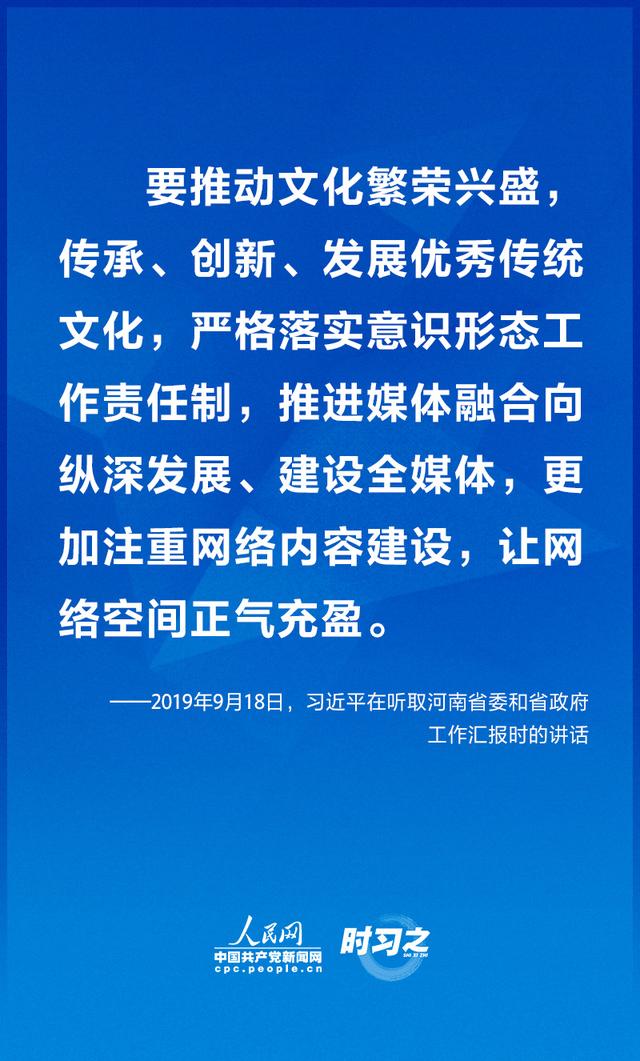 要推动文化繁荣兴盛，
传承、创新、发展优秀传统
文化，严格落实意识形态工
作责任制，推进媒体融合向
纵深发展、建设全媒体，更
加注重网络内容建设，让网
络空间正气充盈。
——2019年9月18日，习近平在听取河南省委和省政府
工作汇报时的讲话
人民网
中国共产党新闻网
cpc.people.cn
时习之
SHI XI ZHI